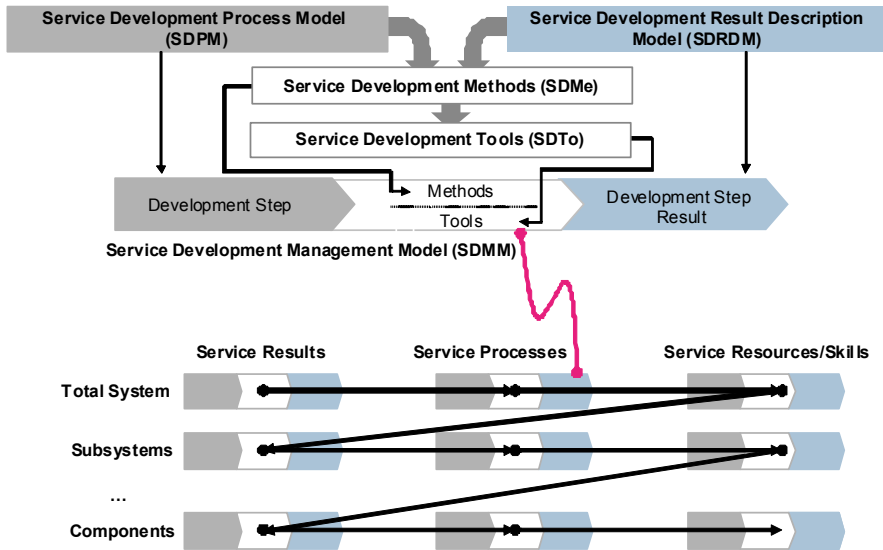 Service Development Process Model
(SDPM)
Service Development Result Description
Model (SDRDM)
Service Development Methods (SDMe)
Service Development Tools (SDTo)
Development Step
Methods
Tools
Development Step
Result
Service Development Management Model (SDMM)
Service Results
Service Processes
Service Resources/Skills
Total System
Subsystems
...
Components